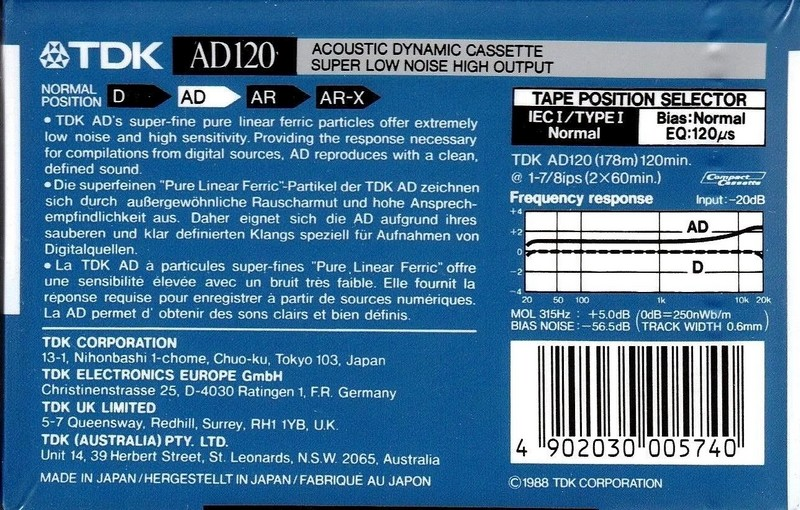 TDK AD120 ACOUSTIC DYNAMIC CASSETTE
SUPER LOW NOISE HIGH OUTPUT
NORMAL
POSITION D AD AR AR-X
• TDK AD's super-fine pure linear ferric particles offer extremely
low noise and high sensitivity. Providing the response necessary
for compilations from digital sources, AD reproduces with a clean,
defined sound.
• Die superfeinen "Pure Linear Ferric"-Partikel der TDK AD zeichnen
sich durch außergewöhnliche Rauscharmut und hohe Ansprech-
empfindlichkeit aus. Daher eignet sich die AD aufgrund ihres
sauberen und klar definierten Klangs speziell für Aufnahmen von
Digitalquellen.
• La TDK AD à particules super-fines "Pure Linear Ferric" offre
une sensibilité élevée avec un bruit très faible. Elle fournit la
réponse requise pour enregistrer à partir de sources numériques.
La AD permet d' obtenir des sons clairs et bien définis.
TDK CORPORATION
13-1, Nihonbashi 1-chome, Chuo-ku, Tokyo 103, Japan
TDK ELECTRONICS EUROPE GmbH
Christinenstrasse 25, D-4030 Ratingen 1, F.R. Germany
TDK UK LIMITED
5-7 Queensway, Redhill, Surrey, RH1 1YB, U.K.
TDK (AUSTRALIA) PTY. LTD.
Unit 14, 39 Herbert Street, St. Leonards, N.S.W. 2065, Australia
MADE IN JAPAN/HERGESTELLT IN JAPAN/FABRIQUÉ AU JAPON
TAPE POSITION SELECTOR
IEC I/TYPE I Bias:Normal
Normal EQ:120μs
TDK AD120 (178m) 120min.
@ 1-7/8ips (2×60min.) Compact Cassette
Frequency response Input:-20dB
+4
+2
0
-2
-4
AD
D
20 50 100 1k 10k 20k
MOL 315Hz : +5.0dB (0dB=250nWb/m
BIAS NOISE:-56.5dB TRACK WIDTH 0.6mm)
4 902030 005740
©1988 TDK CORPORATION